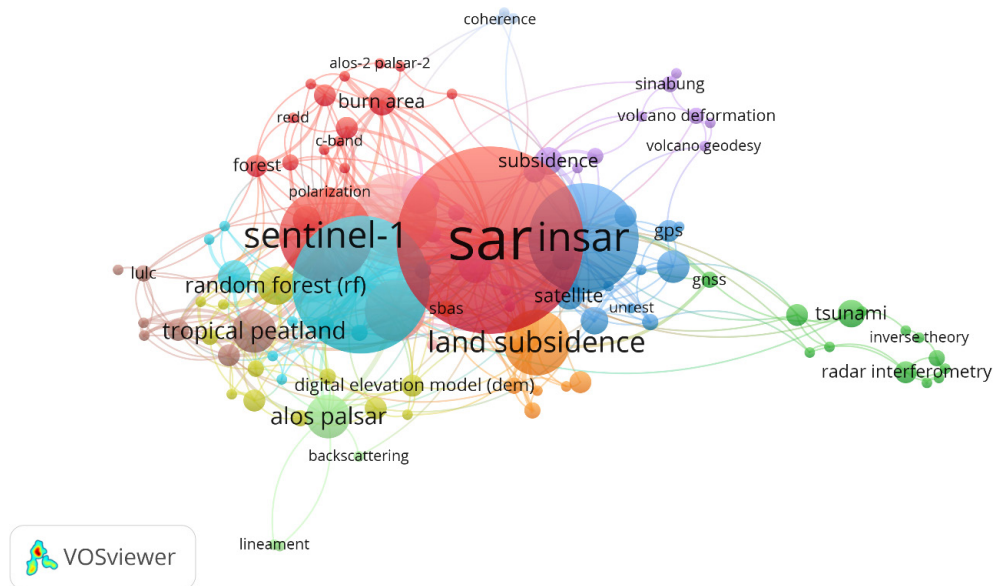 coherence
alos-2 palsar-2
sinabung
burn area
redd
volcano deformation
c-band
volcano geodesy
forest
subsidence
polarization
sentinel-1
sar
insar
gps
lulc
random forest (rf)
gnss
satellite
sbas
unrest
tsunami
tropical peatland
land subsidence
inverse theory
radar interferometry
digital elevation model (dem)
alos palsar
backscattering
lineament
VOSviewer